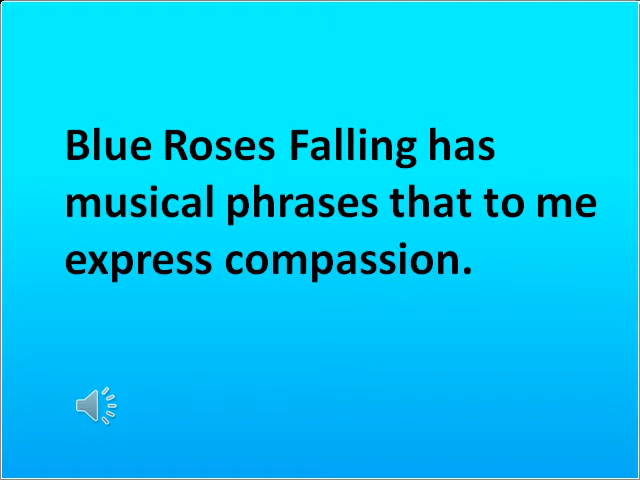 Blue Roses Falling has
musical phrases that to me
express compassion.